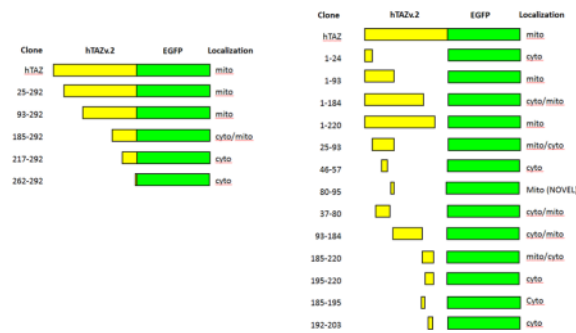 Clone hTAZv.2 EGFP Localization
hTAZ mito
25-292 mito
93-292 mito
185-292 cyto/mito
217-292 cyto
262-292 cyto
Clone hTAZv.2 EGFP Localization
hTAZ mito
1-24 cyto
1-93 mito
1-184 cyto/mito
1-220 mito
25-93 mito/cyto
46-57 cyto
80-95 Mito (NOVEL)
37-80 cyto/mito
93-184 cyto/mito
185-220 mito/cyto
195-220 cyto
185-195 Cyto
192-203 cyto